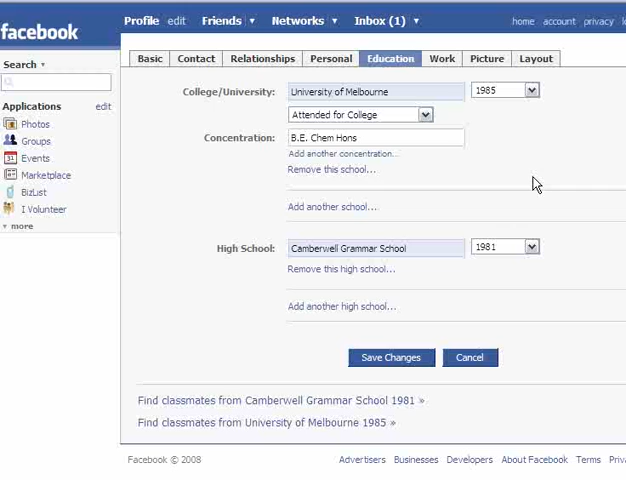 facebook
Profile edit Friends Networks Inbox (1) home account privacy
Search
Basic Contact Relationships Personal Education Work Picture Layout
College/University: University of Melbourne 1985
Attended for College
Applications edit
Photos
Groups
Events
Marketplace
BizList
I Volunteer
more
Concentration: B.E. Chem Hons
Add another concentration...
Remove this school...
Add another school...
High School: Camberwell Grammar School 1981
Remove this high school...
Add another high school...
Save Changes Cancel
Find classmates from Camberwell Grammar School 1981 »
Find classmates from University of Melbourne 1985 »
Facebook © 2008 Advertisers Businesses Developers About Facebook Terms